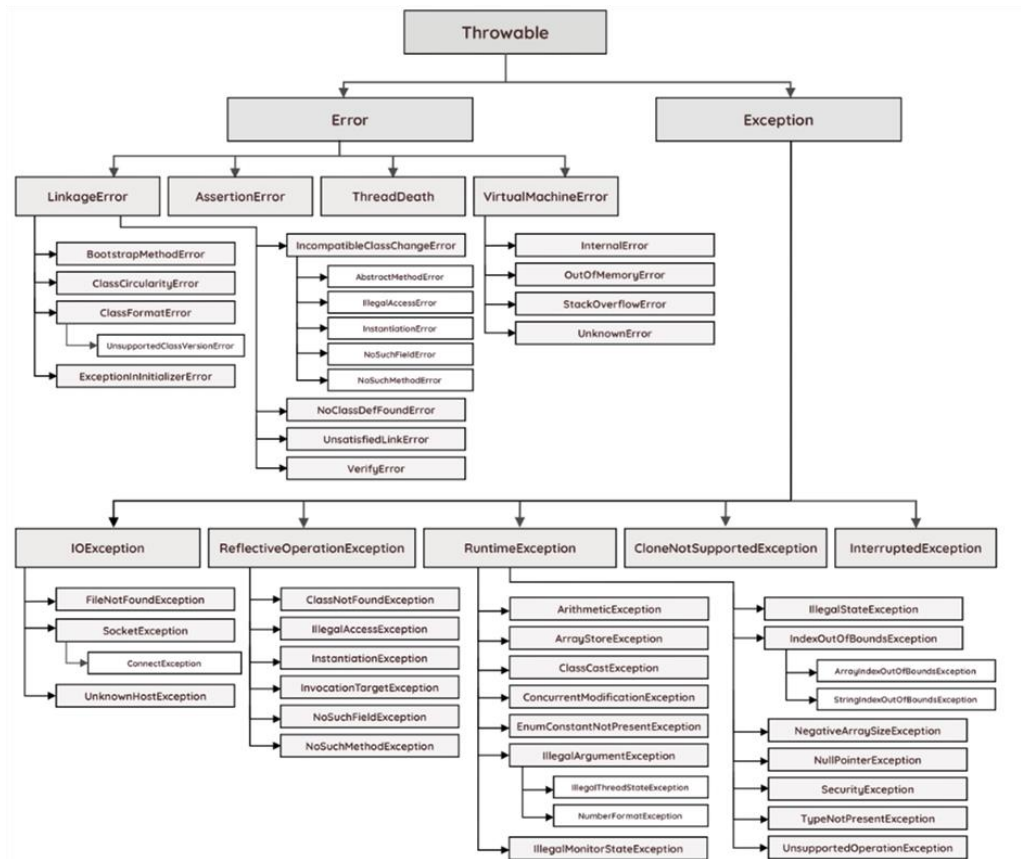 Throwable
Error
Exception
LinkageError
AssertionError
ThreadDeath
VirtualMachineError
BootstrapMethodError
ClassCircularityError
ClassFormatError
UnsupportedClassVersionError
ExceptionInInitializerError
IncompatibleClassChangeError
AbstractMethodError
IllegalAccessError
InstantiationError
NoSuchFieldError
NoSuchMethodError
NoClassDefFoundError
UnsatisfiedLinkError
VerifyError
InternalError
OutOfMemoryError
StackOverflowError
UnknownError
IOException
ReflectiveOperationException
RuntimeException
CloneNotSupportedException
InterruptedException
FileNotFoundException
SocketException
ConnectException
UnknownHostException
ClassNotFoundException
IllegalAccessException
InstantiationException
InvocationTargetException
NoSuchFieldException
NoSuchMethodException
ArithmeticException
ArrayStoreException
ClassCastException
ConcurrentModificationException
EnumConstantNotPresentException
IllegalArgumentException
IllegalThreadStateException
NumberFormatException
IllegalMonitorStateException
IllegalStateException
IndexOutOfBoundsException
ArrayIndexOutOfBoundsException
StringIndexOutOfBoundsException
NegativeArraySizeException
NullPointerException
SecurityException
TypeNotPresentException
UnsupportedOperationException